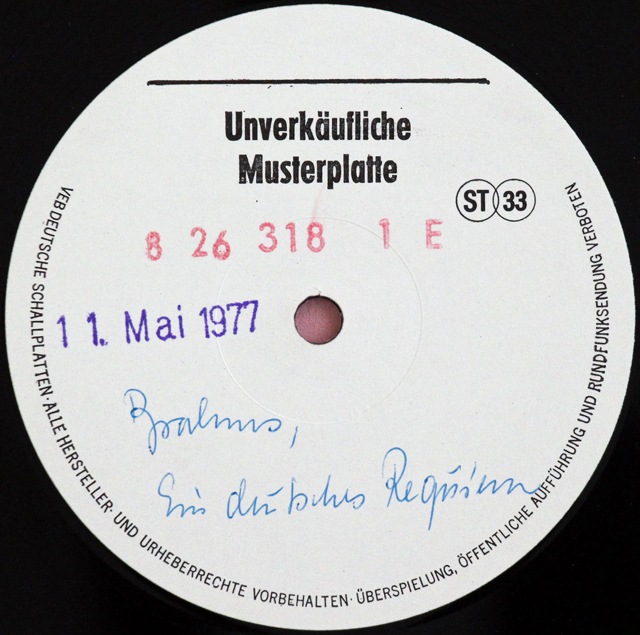 Unverkäufliche
Musterplatte
ST 33
8 26 318 1 E
11. Mai 1977
Brahms,
Ein deutsches Requiem
VEB DEUTSCHE SCHALLPLATTEN · ALLE HERSTELLER- UND URHEBERRECHTE VORBEHALTEN · ÜBERSPIELUNG, ÖFFENTLICHE AUFFÜHRUNG UND RUNDFUNKSENDUNG VERBOTEN